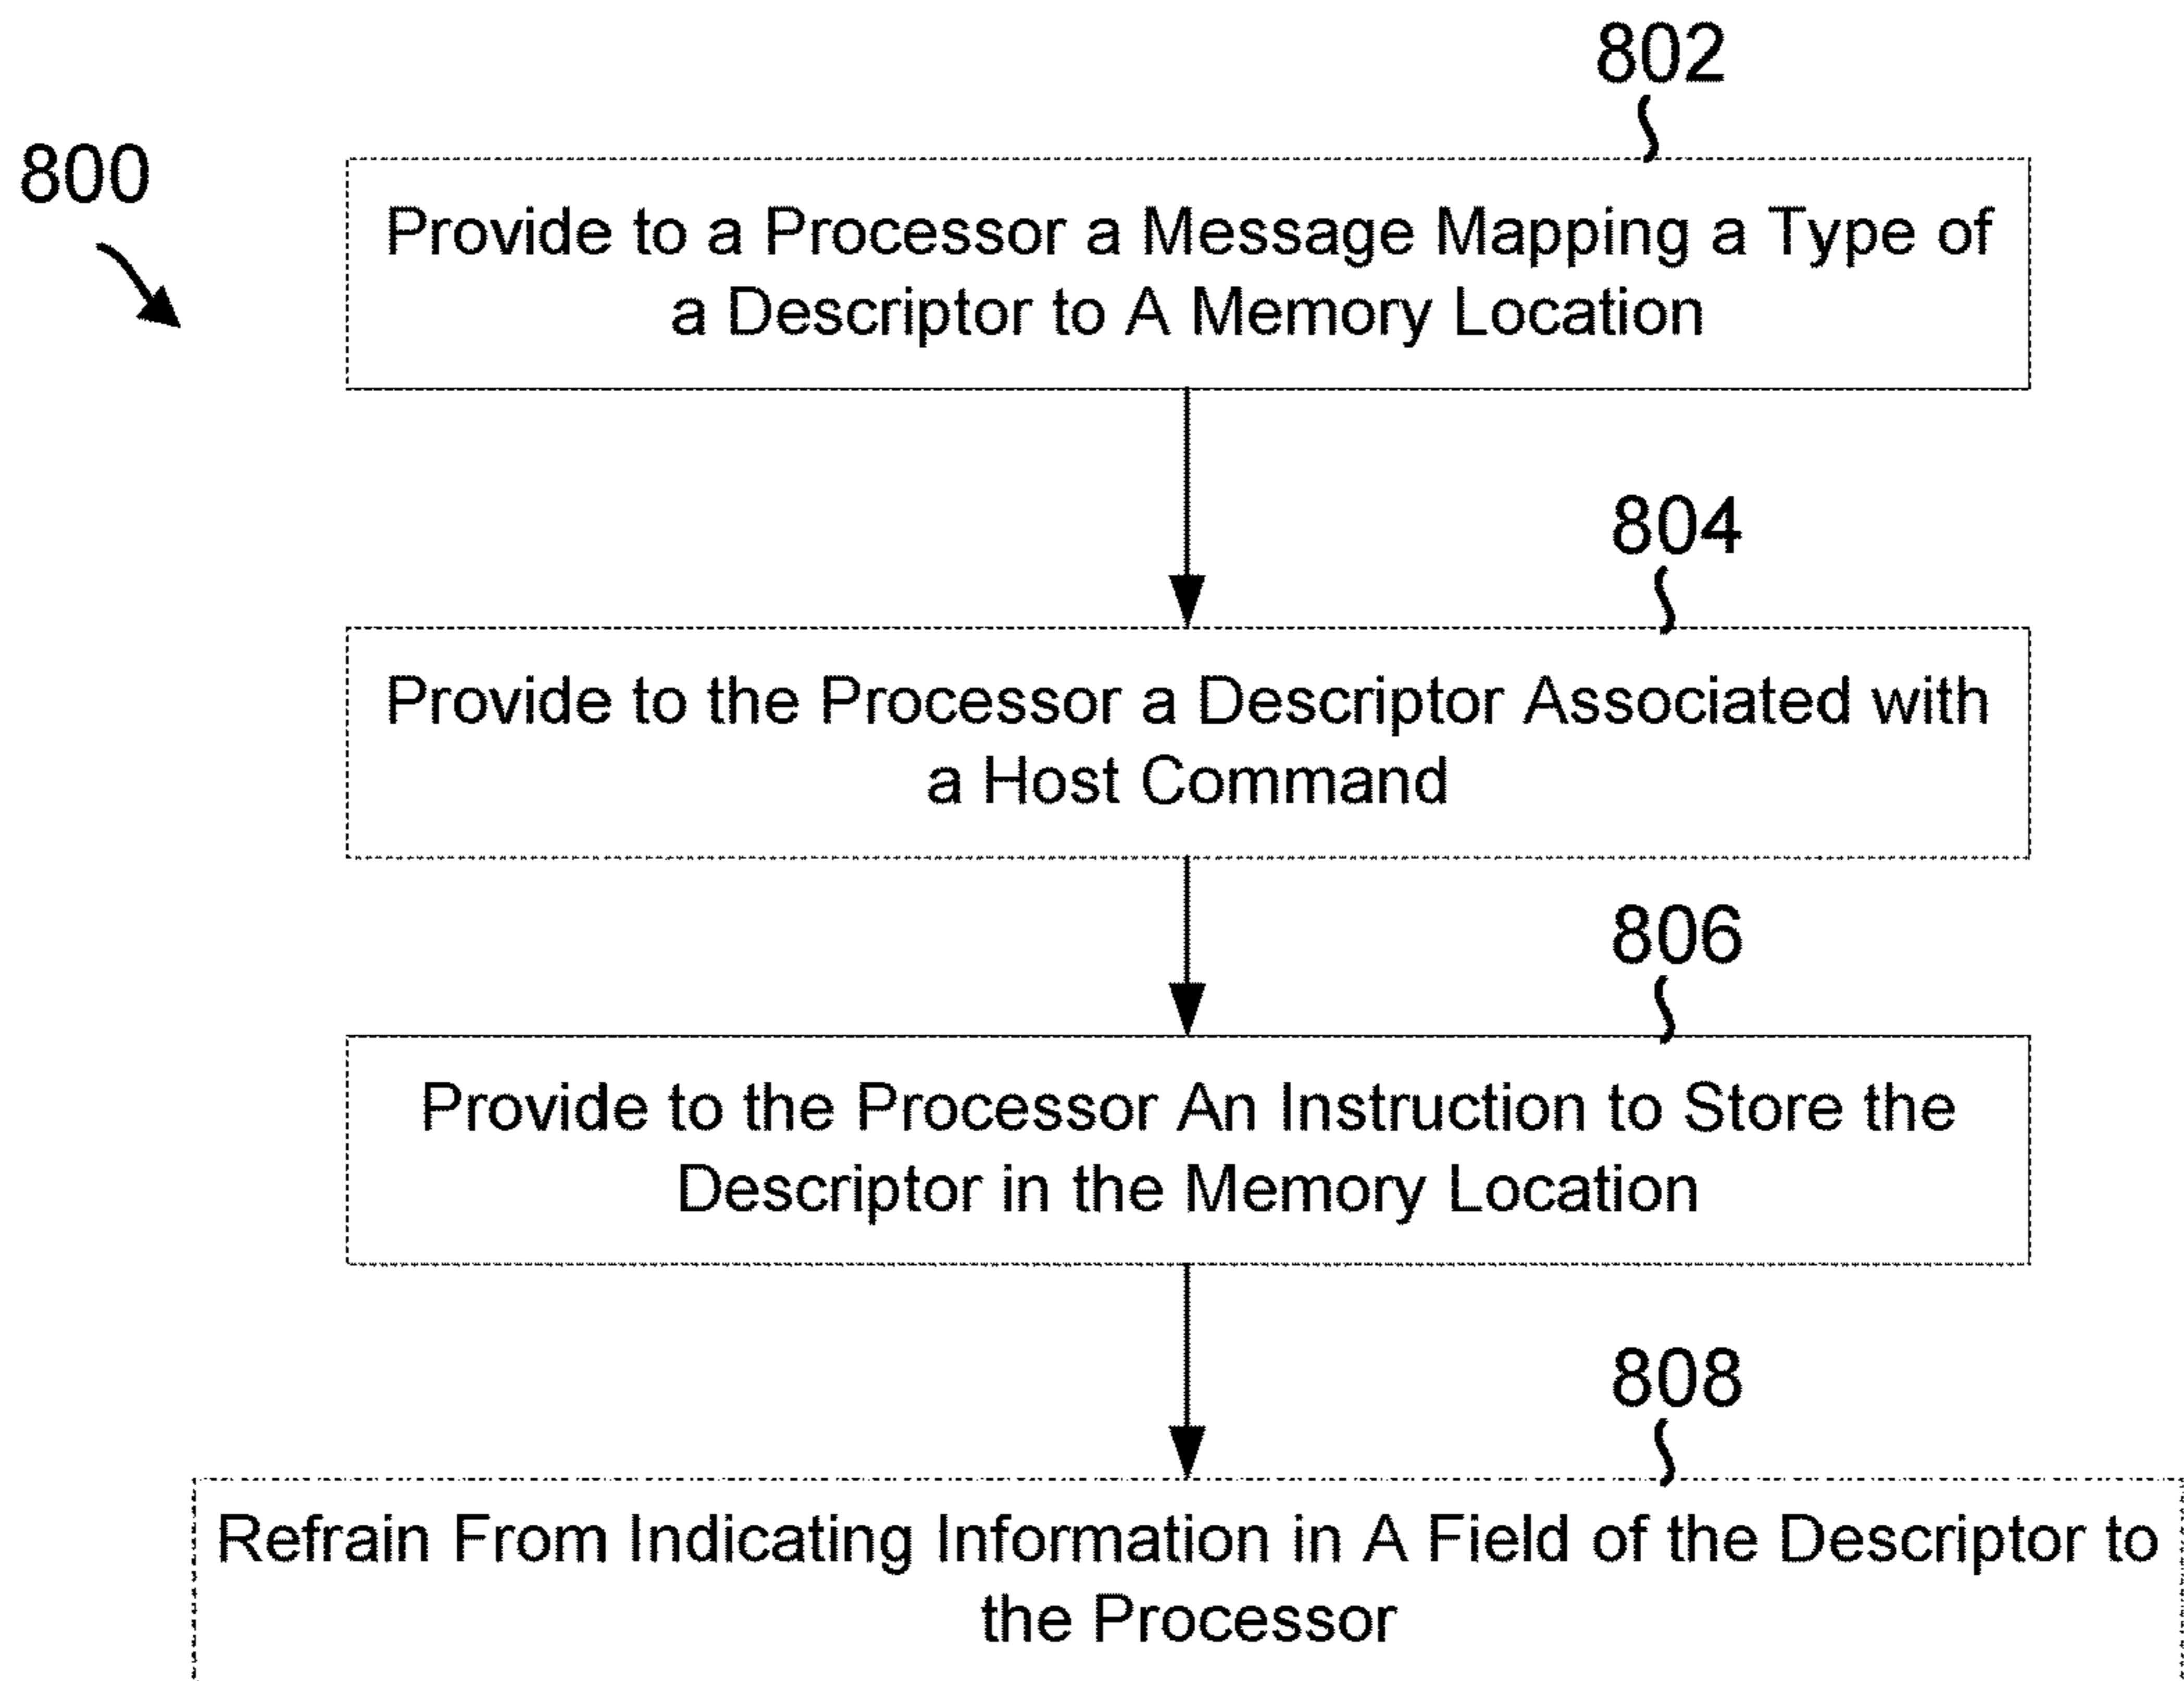 802
800
Provide to a Processor a Message Mapping a Type of
a Descriptor to A Memory Location
804
Provide to the Processor a Descriptor Associated with
a Host Command
806
Provide to the Processor An Instruction to Store the
Descriptor in the Memory Location
808
Refrain From Indicating Information in A Field of the Descriptor to
the Processor